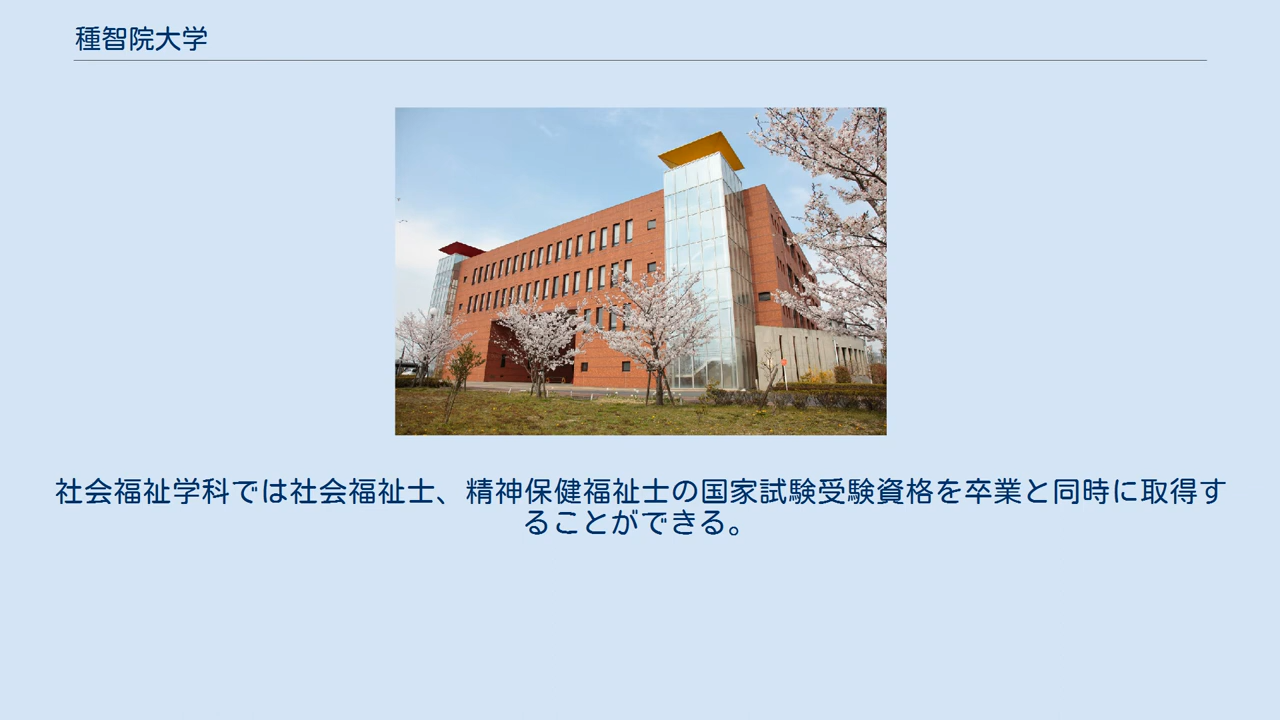 種智院大学
社会福祉学科では社会福祉士、精神保健福祉士の国家試験受験資格を卒業と同時に取得す
ることができる。